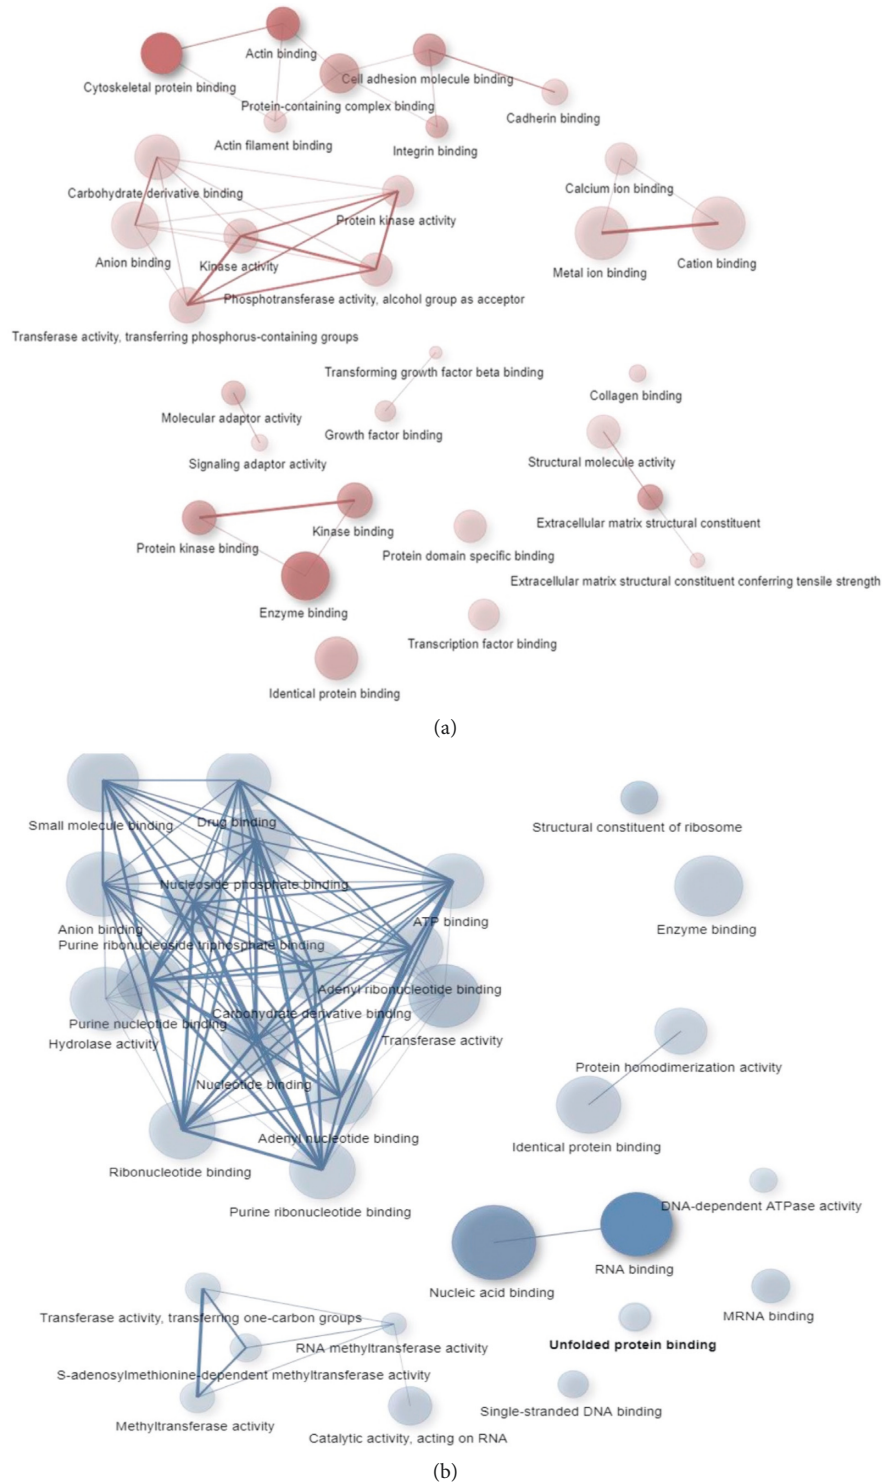 Actin binding
Cytoskeletal protein binding
Cell adhesion molecule binding
Protein-containing complex binding
Cadherin binding
Actin filament binding
Integrin binding
Carbohydrate derivative binding
Calcium ion binding
Protein kinase activity
Anion binding
Kinase activity
Metal ion binding
Cation binding
Phosphotransferase activity, alcohol group as acceptor
Transferase activity, transferring phosphorus-containing groups
Transforming growth factor beta binding
Collagen binding
Molecular adaptor activity
Growth factor binding
Signaling adaptor activity
Structural molecule activity
Extracellular matrix structural constituent
Kinase binding
Protein kinase binding
Protein domain specific binding
Extracellular matrix structural constituent conferring tensile strength
Enzyme binding
Transcription factor binding
Identical protein binding
(a)
Small molecule binding
Drug binding
Structural constituent of ribosome
Nucleoside phosphate binding
ATP binding
Anion binding
Enzyme binding
Purine ribonucleoside triphosphate binding
Adenyl ribonucleotide binding
Carbohydrate derivative binding
Purine nucleotide binding
Hydrolase activity
Transferase activity
Protein homodimerization activity
Nucleotide binding
Adenyl nucleotide binding
Identical protein binding
Ribonucleotide binding
Purine ribonucleotide binding
DNA-dependent ATPase activity
RNA binding
Nucleic acid binding
Transferase activity, transferring one-carbon groups
MRNA binding
RNA methyltransferase activity
Unfolded protein binding
S-adenosylmethionine-dependent methyltransferase activity
Single-stranded DNA binding
Methyltransferase activity
Catalytic activity, acting on RNA
(b)